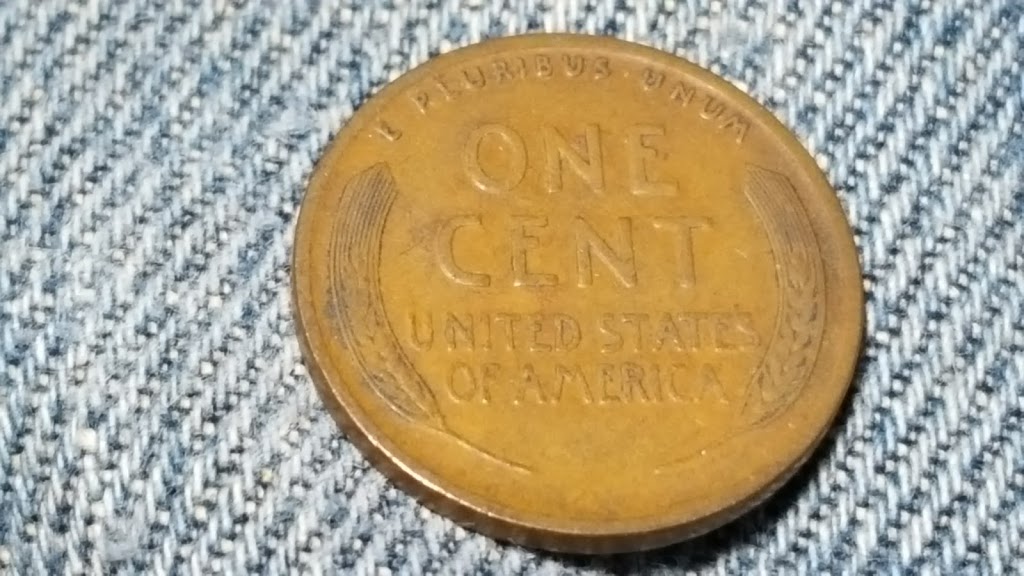 E PLURIBUS · UNUM
ONE
CENT
UNITED STATES
OF AMERICA